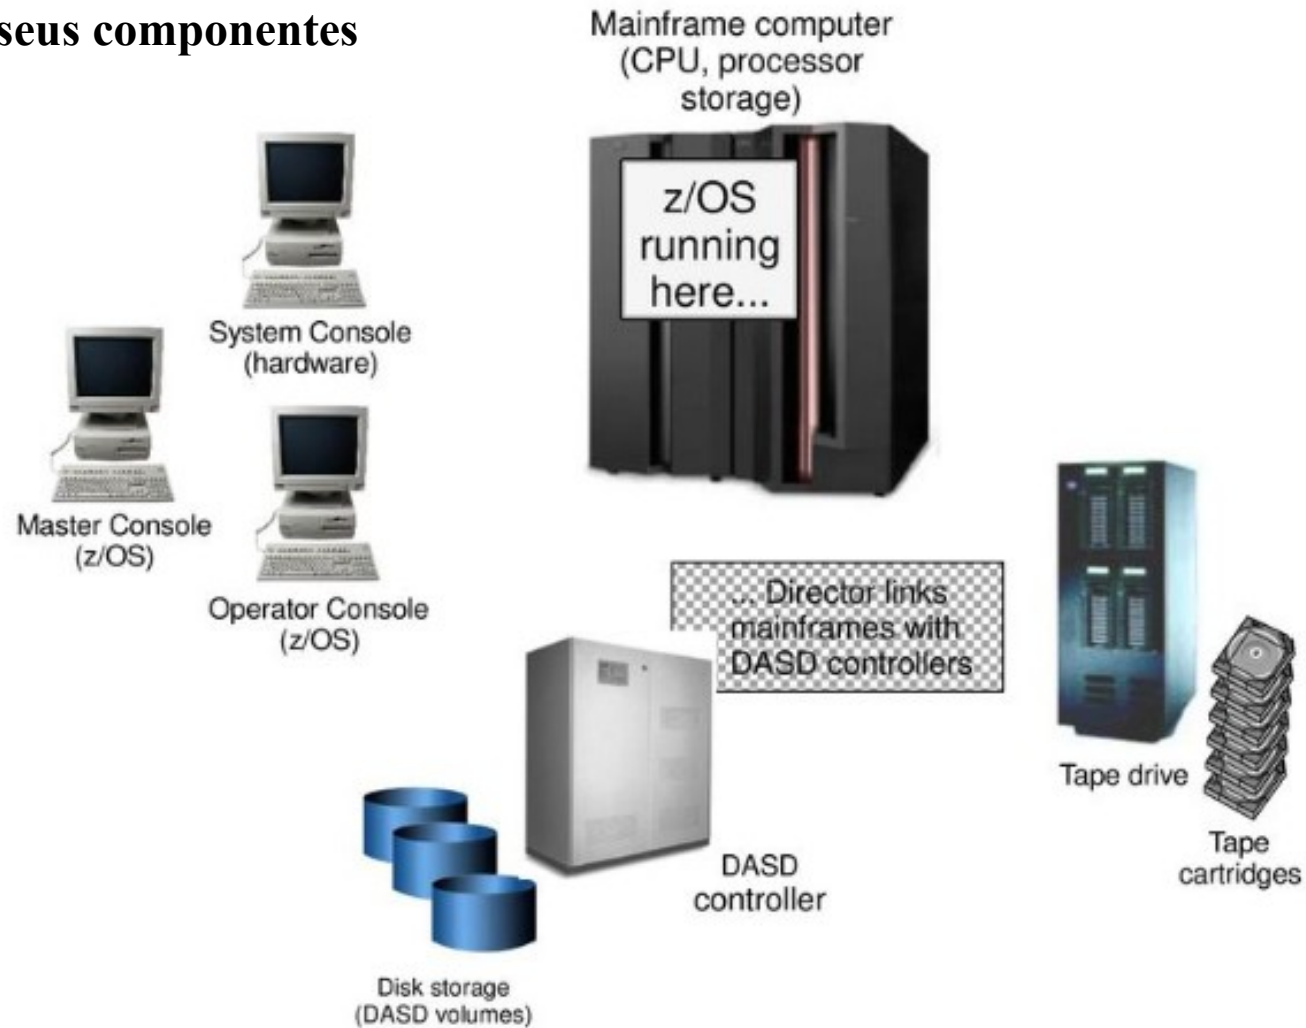 seus componentes
Mainframe computer
(CPU, processor
storage)
z/OS
running
here...
System Console
(hardware)
Master Console
(z/OS)
Operator Console
(z/OS)
... Director links
mainframes with
DASD controllers
Tape drive
Tape
cartridges
DASD
controller
Disk storage
(DASD volumes)